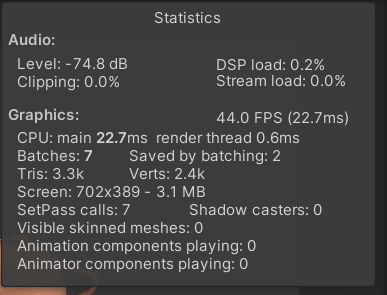 Statistics
Audio:
Level: -74.8 dB DSP load: 0.2%
Clipping: 0.0% Stream load: 0.0%
Graphics: 44.0 FPS (22.7ms)
CPU: main 22.7ms render thread 0.6ms
Batches: 7 Saved by batching: 2
Tris: 3.3k Verts: 2.4k
Screen: 702x389 - 3.1 MB
SetPass calls: 7 Shadow casters: 0
Visible skinned meshes: 0
Animation components playing: 0
Animator components playing: 0